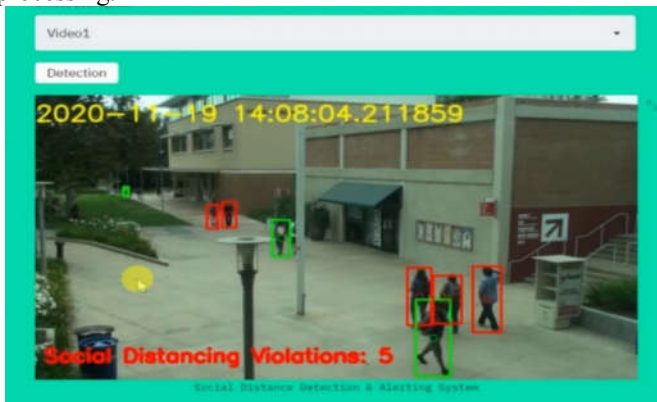 Video1
Detection
2020-11-19 14:08:04.211859
Social Distancing Violations: 5
Social Distance Detection & Alerting System